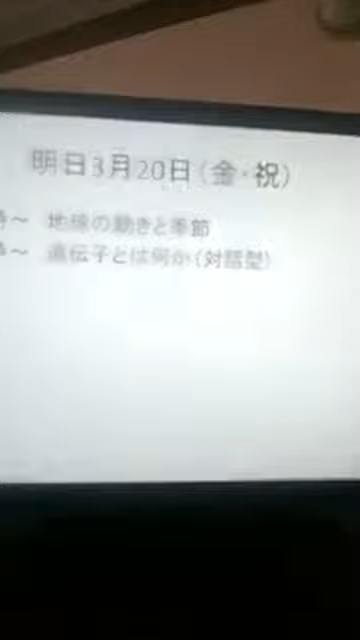 明日3月20日(金・祝)
時～ 地球の動きと季節
時～ 遺伝子とは何か(対話型)